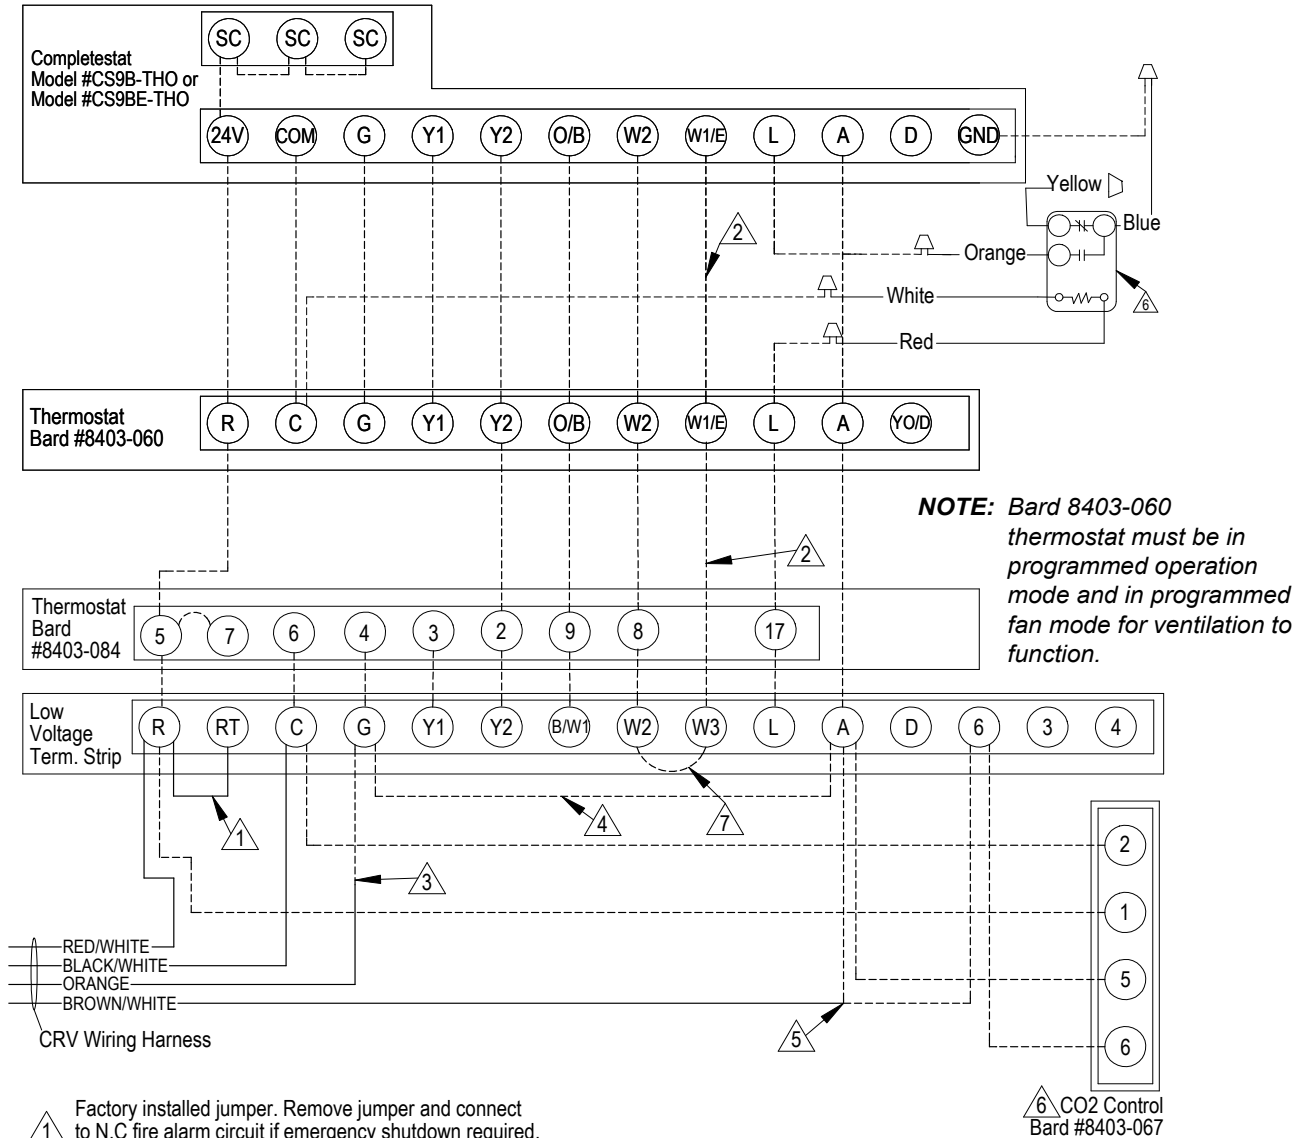 SC SC SC
Completestat
Model #CS9B-THO or
Model #CS9BE-THO
24V COM G Y1 Y2 O/B W2 W1/E L A D GND
Yellow
Blue
2
Orange
White
6
Red
Thermostat
Bard #8403-060
R C G Y1 Y2 O/B W2 W1/E L A YO/D
NOTE: Bard 8403-060
thermostat must be in
programmed operation
mode and in programmed
fan mode for ventilation to
function.
2
Thermostat
Bard
#8403-084
5 7 6 4 3 2 9 8 17
Low
Voltage
Term. Strip
R RT C G Y1 Y2 B/W1 W2 W3 L A D 6 3 4
1
4
7
2
3
1
RED/WHITE
BLACK/WHITE
ORANGE
BROWN/WHITE
5
5
6
CRV Wiring Harness
6 CO2 Control
Bard #8403-067
1 Factory installed jumper. Remove jumper and connect
to N.C fire alarm circuit if emergency shutdown required.